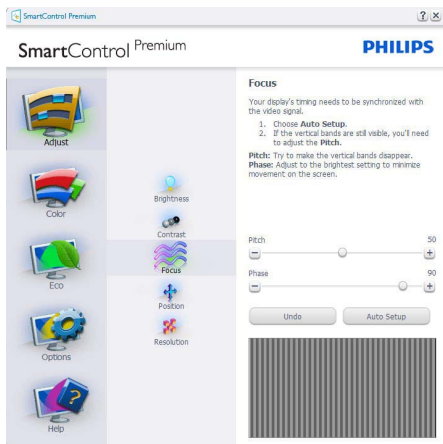 SmartControl Premium
? ×
SmartControl Premium
PHILIPS
Adjust
Color
Eco
Options
Help
Brightness
Contrast
Focus
Position
Resolution
Focus
Your display's timing needs to be synchronized with
the video signal.
1. Choose Auto Setup.
2. If the vertical bands are still visible, you'll need
to adjust the Pitch.
Pitch: Try to make the vertical bands disappear.
Phase: Adjust to the brightest setting to minimize
movement on the screen.
Pitch 50
Phase 90
Undo Auto Setup